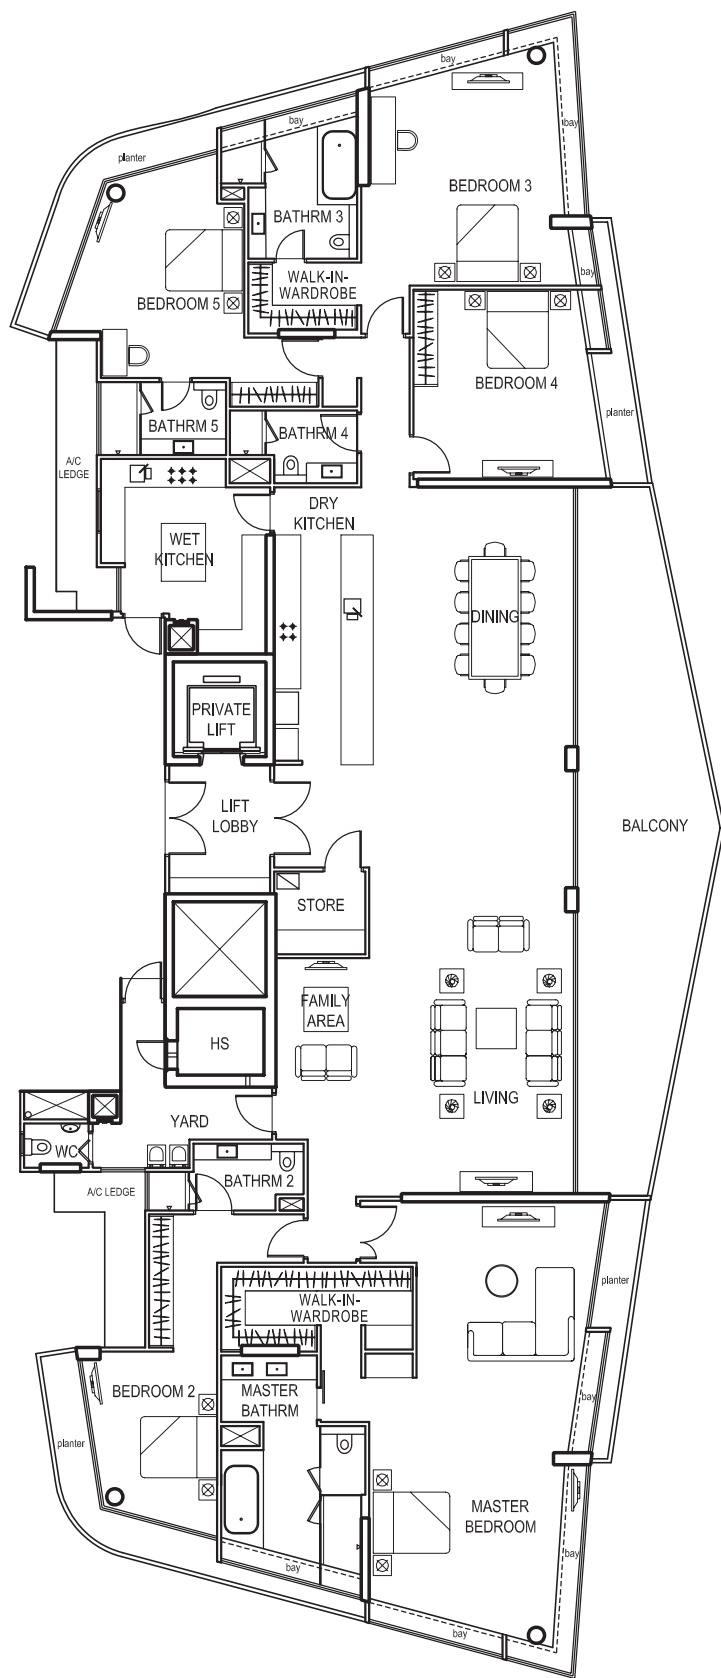 bay
bay
bay
planter
BEDROOM 3
BATHRM 3
bay
WALK-IN-
WARDROBE
BEDROOM 5
BEDROOM 4
planter
BATHRM 5
BATHRM 4
A/C
LEDGE
DRY
KITCHEN
WET
KITCHEN
DINING
PRIVATE
LIFT
LIFT
LOBBY
BALCONY
STORE
FAMILY
AREA
HS
LIVING
YARD
WC
BATHRM 2
A/C LEDGE
planter
WALK-IN-
WARDROBE
BEDROOM 2
MASTER
BATHRM
bay
planter
MASTER
BEDROOM
bay
bay
bay